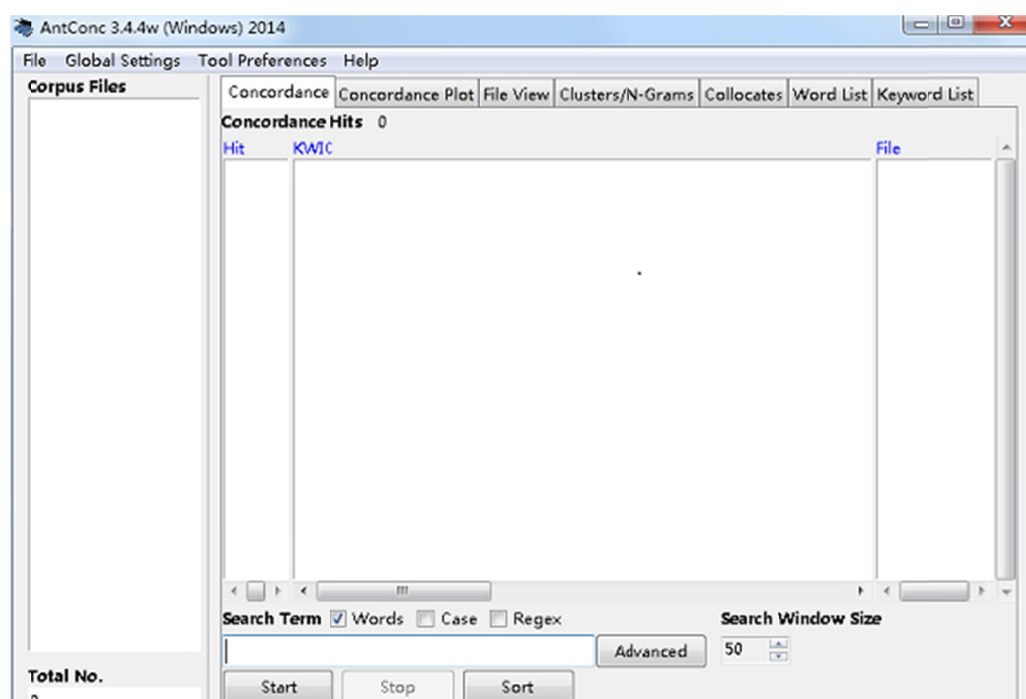 AntConc 3.4.4w (Windows) 2014
File Global Settings Tool Preferences Help
Corpus Files
Concordance Concordance Plot File View Clusters/N-Grams Collocates Word List Keyword List
Concordance Hits 0
Hit KWIC File
Search Term Words Case Regex Search Window Size
Advanced 50
Total No.
Start Stop Sort